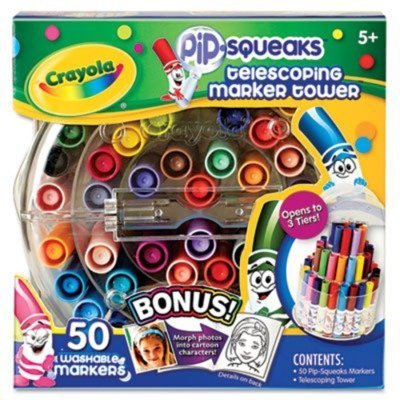 Crayola
pip•squeaks
5+
telescoping
marker tower
Crayola
Opens to
3 Tiers!
BONUS!
Morph photos
into cartoon
characters!
Details on back
50
WASHABLE
MARKERS
CONTENTS:
• 50 Pip-Squeaks Markers
• Telescoping Tower